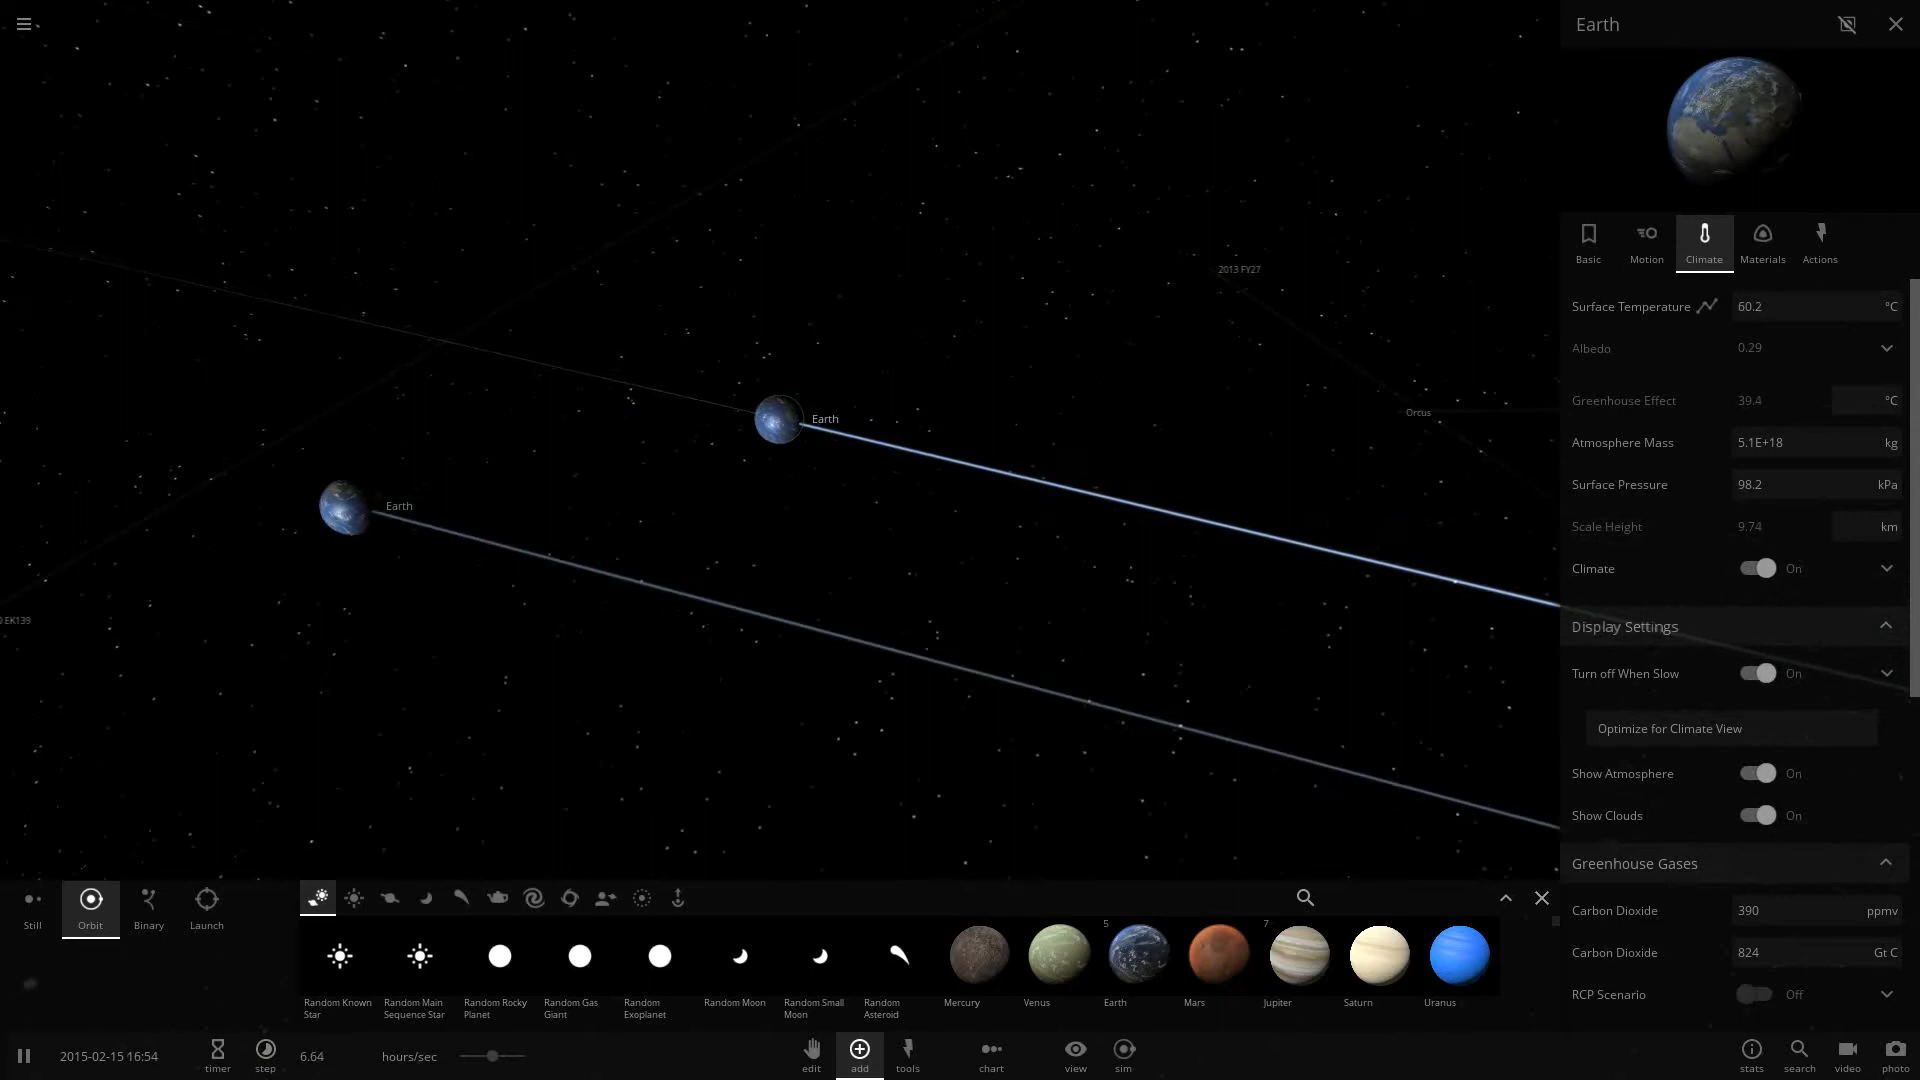 Earth
Basic
Motion
Climate
Materials
Actions
2013 FY27
Surface Temperature 60.2 °C
Albedo 0.29
Greenhouse Effect 39.4 °C
Orcus
Earth
Atmosphere Mass 5.1E+18 kg
Surface Pressure 98.2 kPa
Earth
Scale Height 9.74 km
Climate On
EK139
Display Settings
Turn off When Slow On
Optimize for Climate View
Show Atmosphere On
Show Clouds On
Greenhouse Gases
Carbon Dioxide 390 ppmv
Carbon Dioxide 824 Gt C
RCP Scenario Off
Still
Orbit
Binary
Launch
5
7
Random Known Star
Random Main Sequence Star
Random Rocky Planet
Random Gas Giant
Random Exoplanet
Random Moon
Random Small Moon
Random Asteroid
Mercury
Venus
Earth
Mars
Jupiter
Saturn
Uranus
2015-02-15 16:54
timer
step
6.64 hours/sec
edit
add
tools
chart
view
sim
stats
search
video
photo